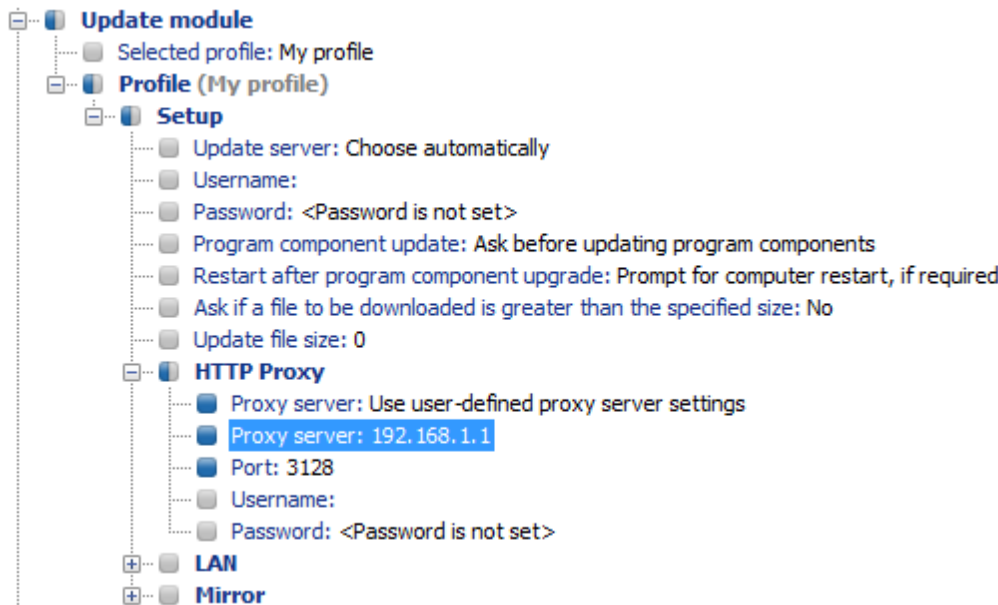 Update module
Selected profile: My profile
Profile (My profile)
Setup
Update server: Choose automatically
Username:
Password: <Password is not set>
Program component update: Ask before updating program components
Restart after program component upgrade: Prompt for computer restart, if required
Ask if a file to be downloaded is greater than the specified size: No
Update file size: 0
HTTP Proxy
Proxy server: Use user-defined proxy server settings
Proxy server: 192.168.1.1
Port: 3128
Username:
Password: <Password is not set>
LAN
Mirror